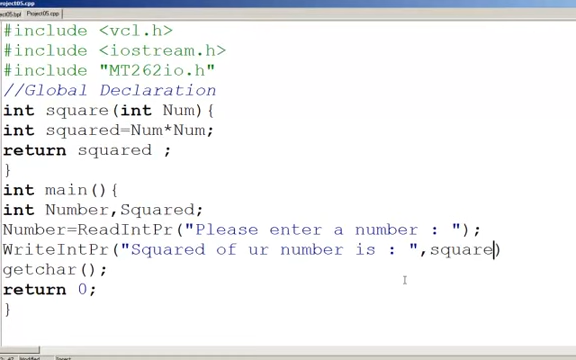 Project05.cpp
#include <vcl.h>
#include <iostream.h>
#include "MT262io.h"
//Global Declaration
int square(int Num){
int squared=Num*Num;
return squared ;
}
int main(){
int Number,Squared;
Number=ReadIntPr("Please enter a number : ");
WriteIntPr("Squared of ur number is : ",square)
getchar();
return 0;
}